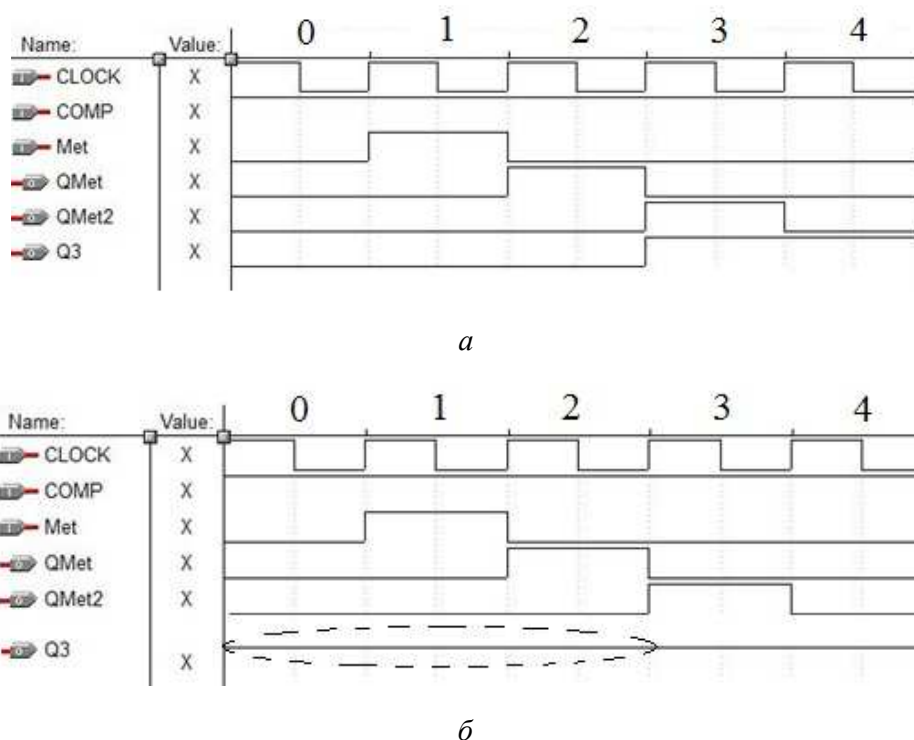 0 1 2 3 4
Name: Value:
CLOCK X
COMP X
Met X
QMet X
QMet2 X
Q3 X
а
0 1 2 3 4
Name: Value:
CLOCK X
COMP X
Met X
QMet X
QMet2 X
Q3 X
б